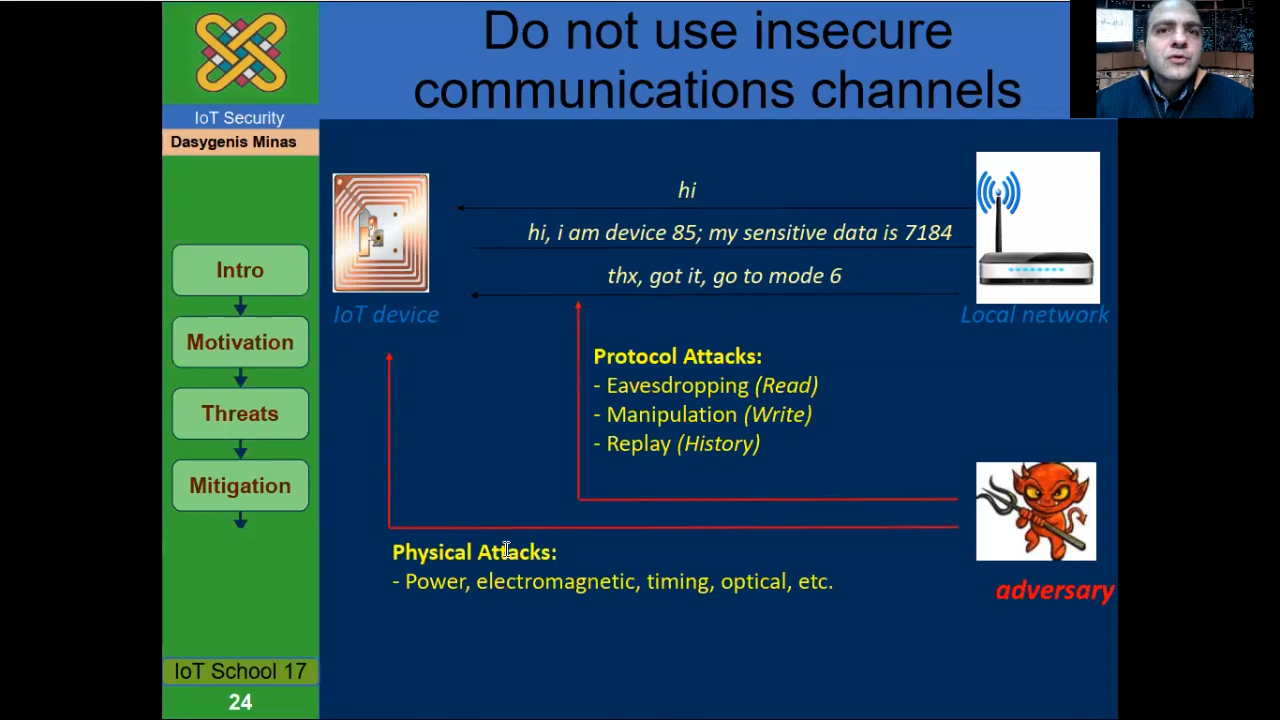 Do not use insecure
communications channels
IoT Security
Dasygenis Minas
Intro
Motivation
Threats
Mitigation
IoT School 17
24
hi
hi, i am device 85; my sensitive data is 7184
thx, got it, go to mode 6
IoT device
Local network
Protocol Attacks:
- Eavesdropping (Read)
- Manipulation (Write)
- Replay (History)
Physical Attacks:
- Power, electromagnetic, timing, optical, etc.
adversary